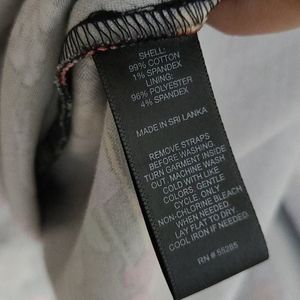 SHELL:
99% COTTON
1% SPANDEX
LINING:
96% POLYESTER
4% SPANDEX
MADE IN SRI LANKA
REMOVE STRAPS
BEFORE WASHING.
TURN GARMENT INSIDE
OUT. MACHINE WASH
COLD WITH LIKE
COLORS. GENTLE
CYCLE. ONLY
NON-CHLORINE BLEACH
WHEN NEEDED.
LAY FLAT TO DRY.
COOL IRON IF NEEDED.
RN # 55285